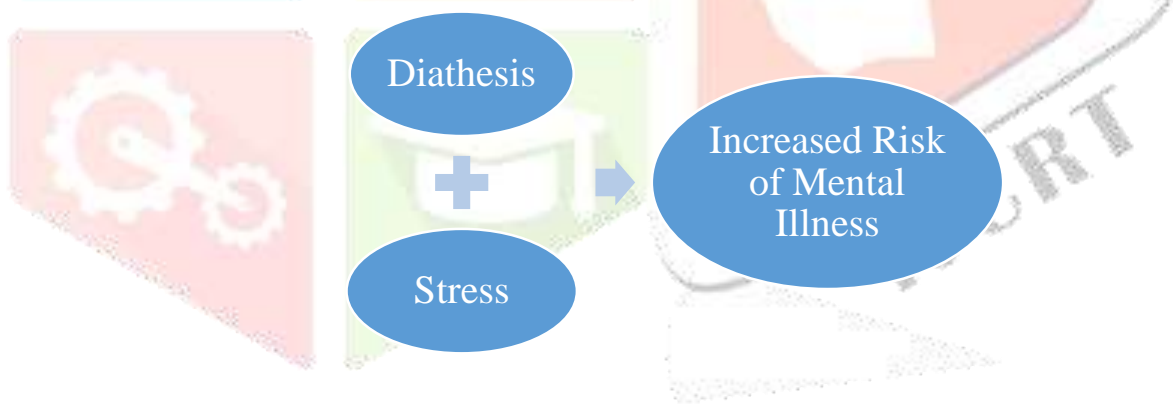 Diathesis
Stress
Increased Risk
of Mental
Illness